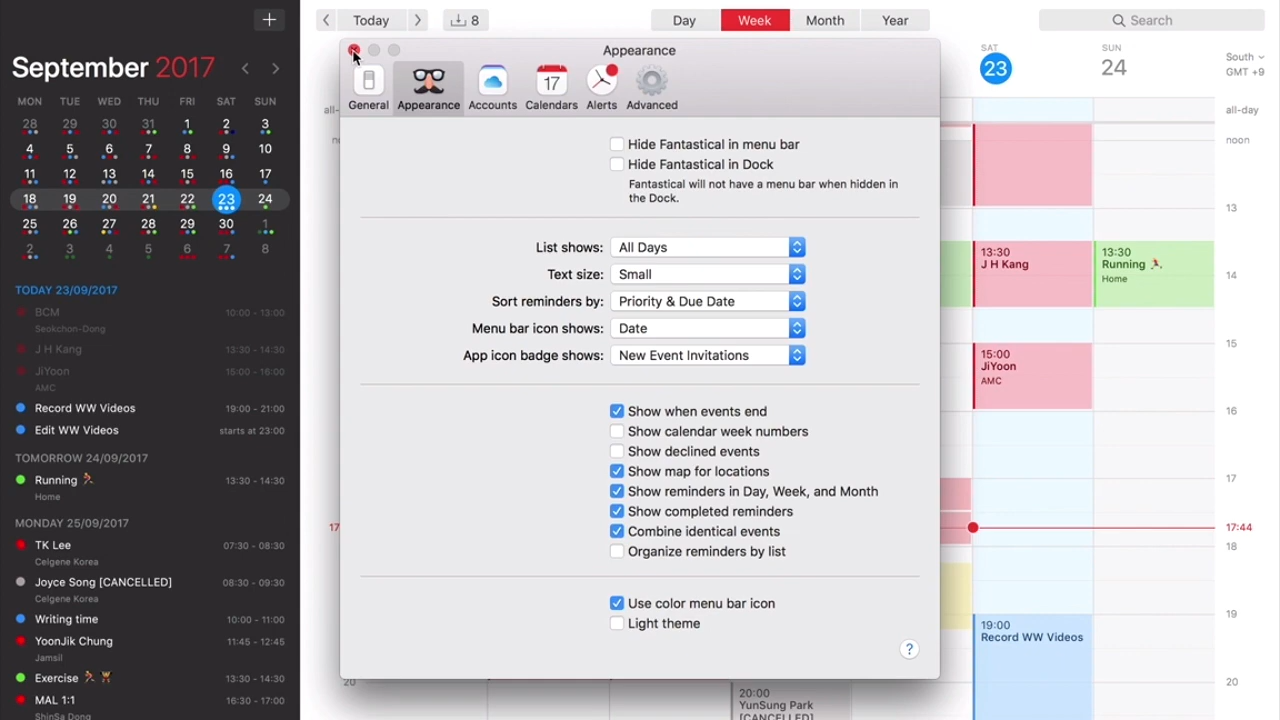 Today
8
Day
Week
Month
Year
Search
September 2017
MON TUE WED THU FRI SAT SUN
28 29 30 31 1 2 3
4 5 6 7 8 9 10
11 12 13 14 15 16 17
18 19 20 21 22 23 24
25 26 27 28 29 30 1
2 3 4 5 6 7 8
TODAY 23/09/2017
BCM 10:00 - 13:00
Seokchon-Dong
J H Kang 13:30 - 14:30
JiYoon 15:00 - 16:00
AMC
Record WW Videos 19:00 - 21:00
Edit WW Videos starts at 23:00
TOMORROW 24/09/2017
Running 13:30 - 14:30
Home
MONDAY 25/09/2017
TK Lee 07:30 - 08:30
Celgene Korea
Joyce Song [CANCELLED] 08:30 - 09:30
Celgene Korea
Writing time 10:00 - 11:00
YoonJik Chung 11:45 - 12:45
Jamsil
Exercise 13:30 - 14:30
MAL 1:1 16:30 - 17:00
ShinSa Dong
Appearance
General
Appearance
17
Accounts
Calendars
Alerts
Advanced
Hide Fantastical in menu bar
Hide Fantastical in Dock
Fantastical will not have a menu bar when hidden in
the Dock.
List shows: All Days
Text size: Small
Sort reminders by: Priority & Due Date
Menu bar icon shows: Date
App icon badge shows: New Event Invitations
Show when events end
Show calendar week numbers
Show declined events
Show map for locations
Show reminders in Day, Week, and Month
Show completed reminders
Combine identical events
Organize reminders by list
Use color menu bar icon
Light theme
?
SAT
23
SUN
24
South
GMT +9
all-
all-day
noon
13
13:30
J H Kang
13:30
Running
Home
14
15
15:00
JiYoon
AMC
16
17
17:44
18
19
19:00
Record WW Videos
20
20
20:00
YunSung Park
[CANCELLED]